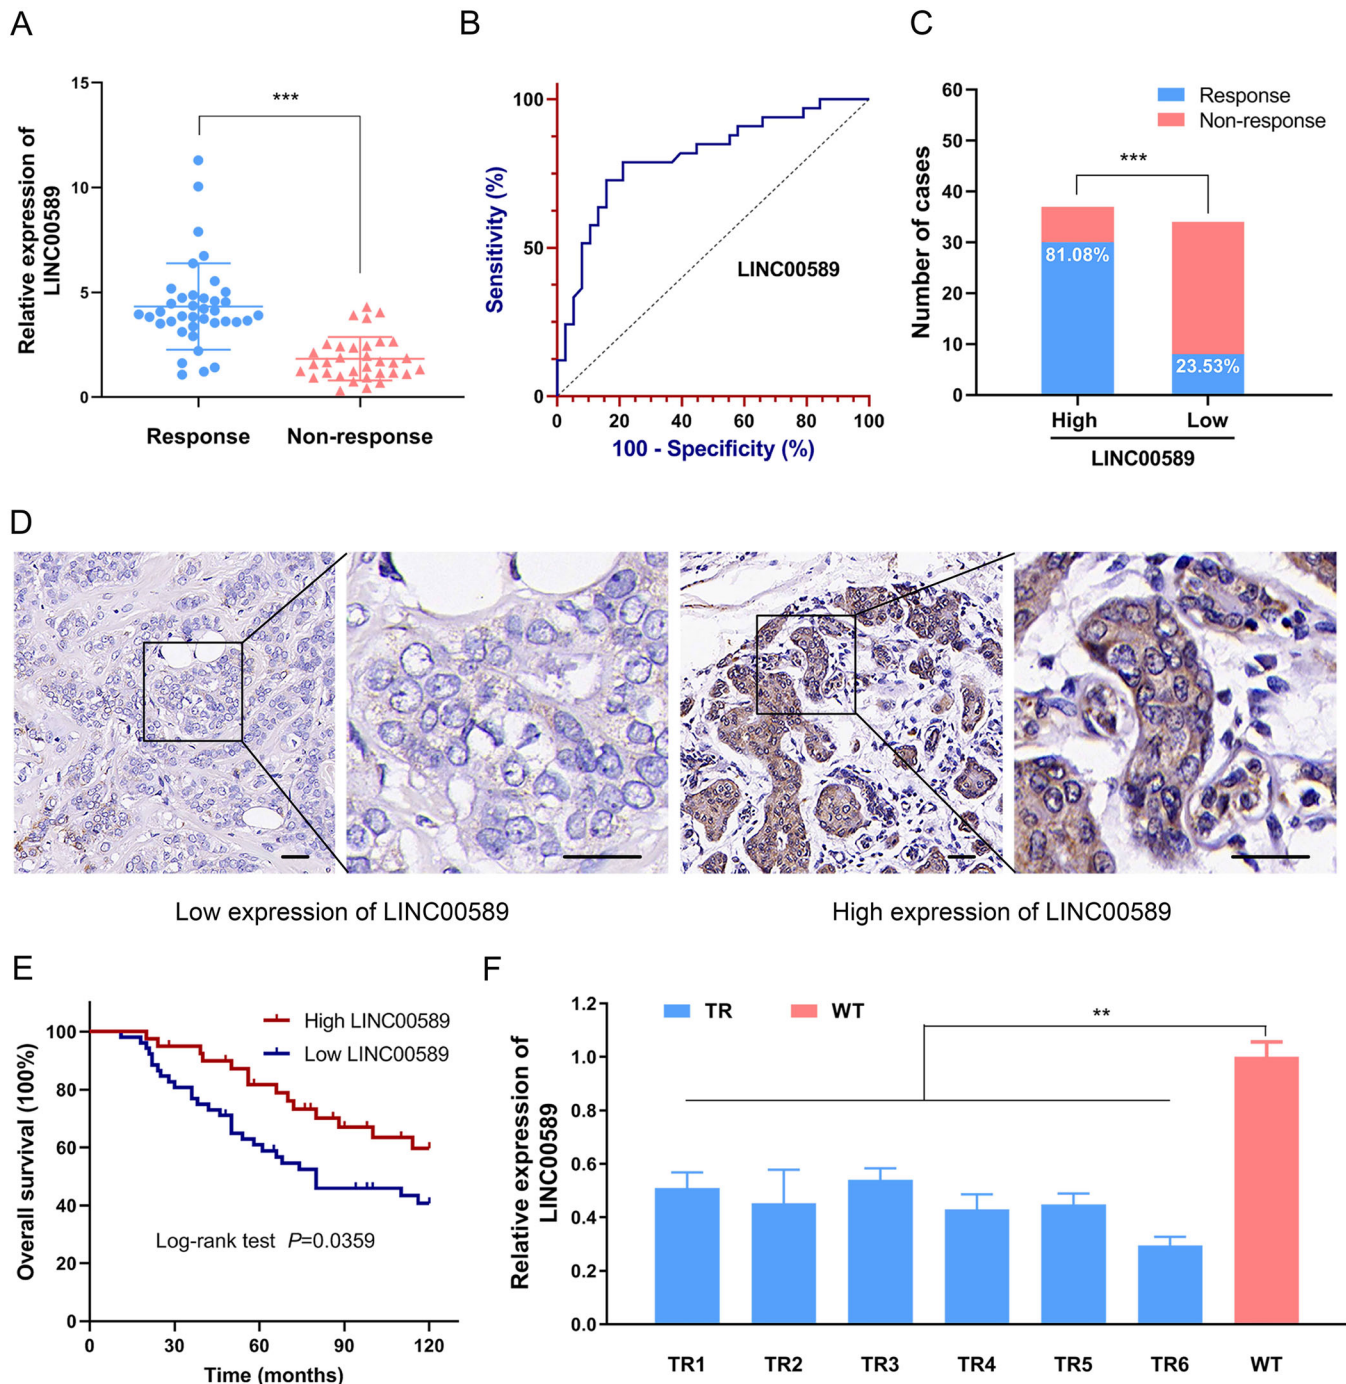 A
Relative expression of
LINC00589
15
10
5
0
***
Response
Non-response
B
Sensitivity (%)
100
50
0
LINC00589
0
20
40
60
80
100
100 - Specificity (%)
C
Number of cases
60
50
40
30
20
10
0
Response
Non-response
***
81.08%
23.53%
High
Low
LINC00589
D
Low expression of LINC00589
High expression of LINC00589
E
Overall survival (100%)
100
80
60
40
20
0
High LINC00589
Low LINC00589
Log-rank test P=0.0359
0
30
60
90
120
Time (months)
F
Relative expression of
LINC00589
1.2
1.0
0.8
0.6
0.4
0.2
0.0
TR
WT
**
TR1
TR2
TR3
TR4
TR5
TR6
WT